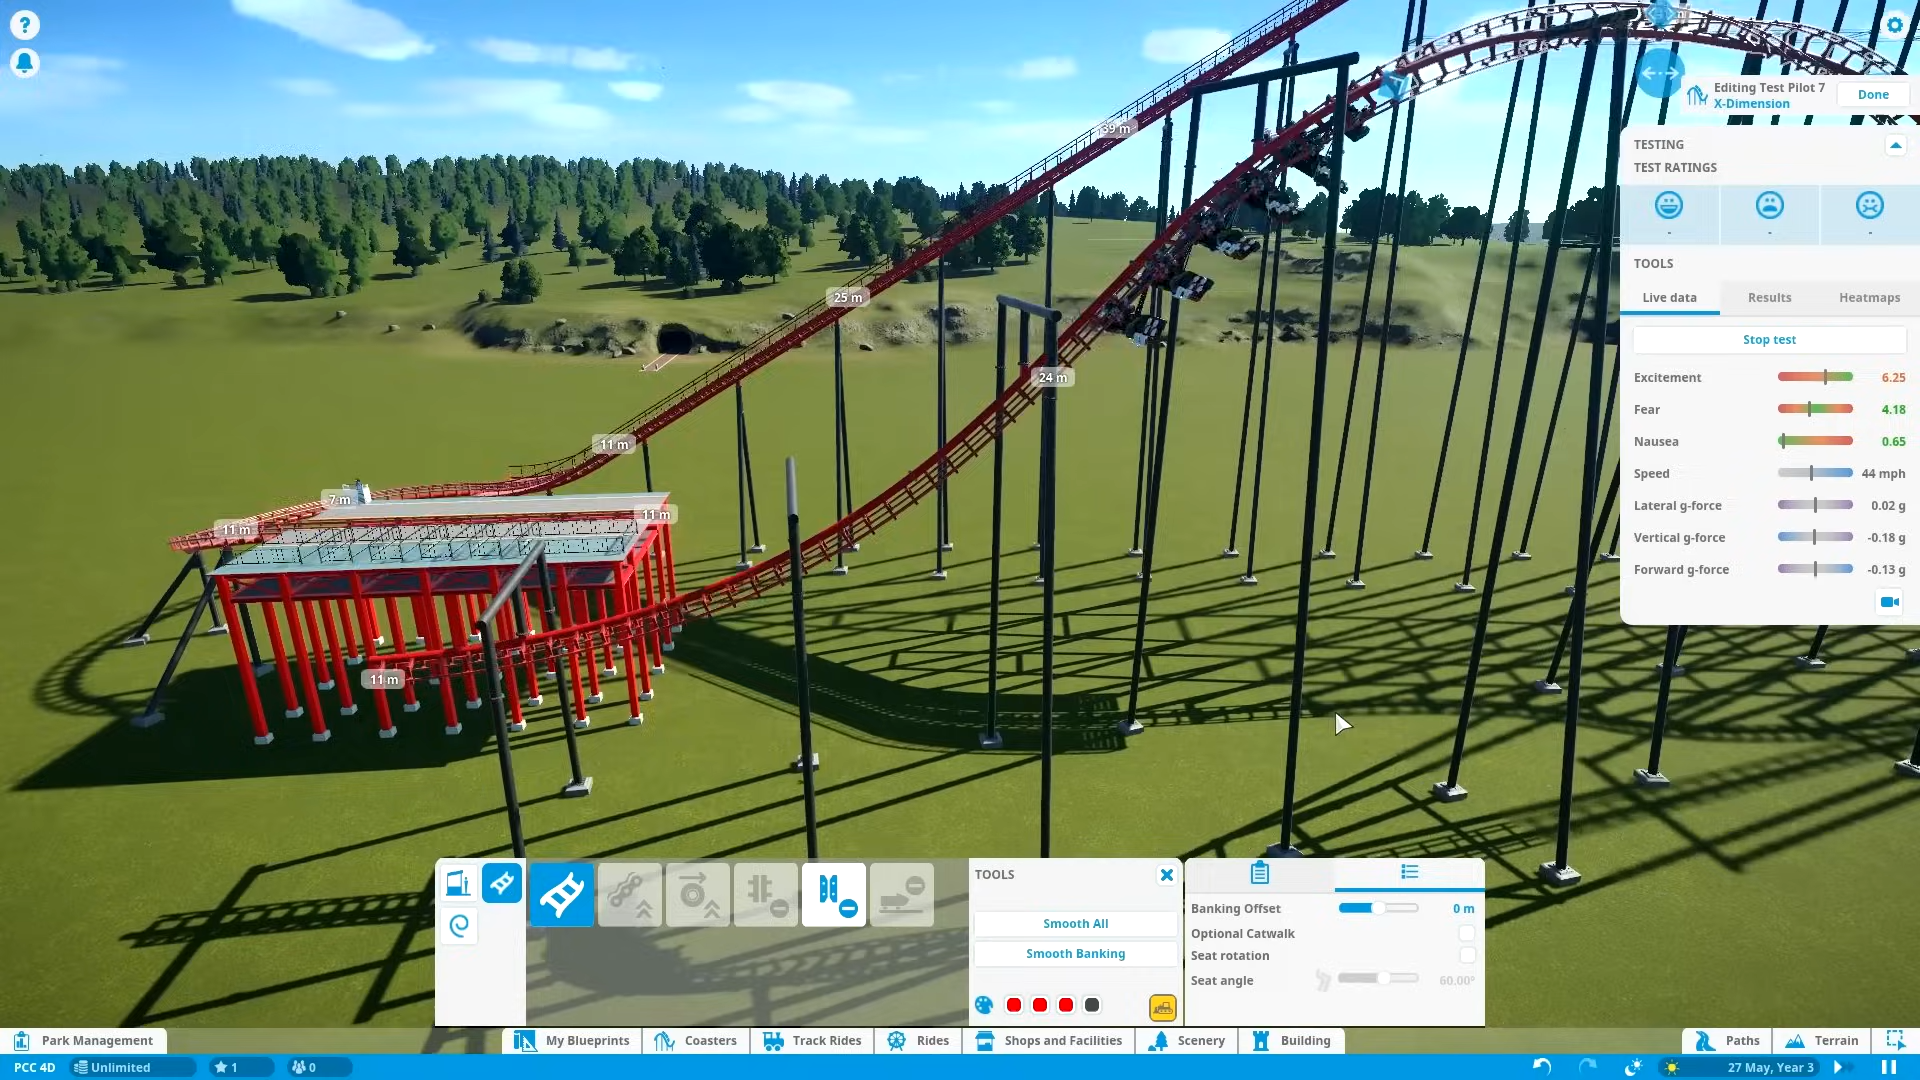 ?
39 m
25 m
24 m
11 m
7 m
11 m
11 m
11 m
Editing Test Pilot 7
X-Dimension
Done
TESTING
TEST RATINGS
-
-
-
TOOLS
Live data
Results
Heatmaps
Stop test
Excitement
6.25
Fear
4.18
Nausea
0.65
Speed
44 mph
Lateral g-force
0.02 g
Vertical g-force
-0.18 g
Forward g-force
-0.13 g
TOOLS
Smooth All
Smooth Banking
Banking Offset
0 m
Optional Catwalk
Seat rotation
Seat angle
60.00°
Park Management
My Blueprints
Coasters
Track Rides
Rides
Shops and Facilities
Scenery
Building
Paths
Terrain
PCC 4D
Unlimited
1
0
27 May, Year 3